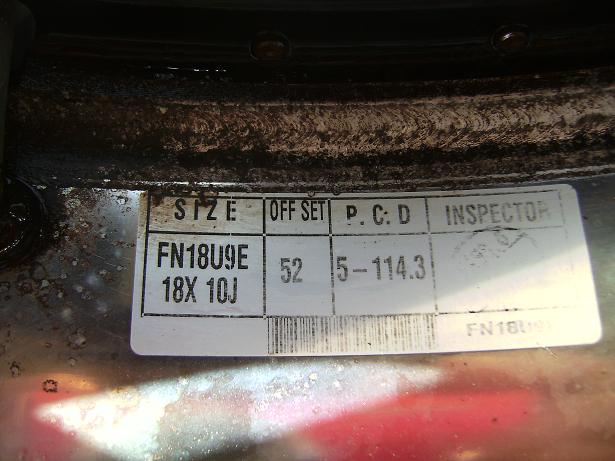 SIZE OFF SET P.C.D INSPECTOR
FN18U9E 52 5-114.3
18X 10J